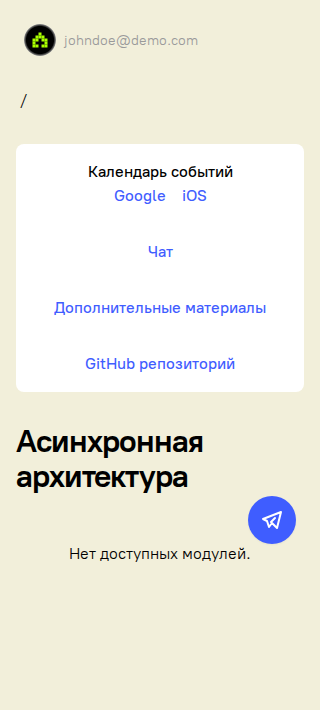 johndoe@demo.com
/
Календарь событий
Google iOS
Чат
Дополнительные материалы
GitHub репозиторий
Асинхронная
архитектура
Нет доступных модулей.